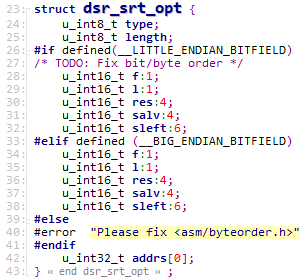 23: struct dsr_srt_opt {
24: u_int8_t type;
25: u_int8_t length;
26: #if defined(__LITTLE_ENDIAN_BITFIELD)
27: /* TODO: Fix bit/byte order */
28: u_int16_t f:1;
29: u_int16_t l:1;
30: u_int16_t res:4;
31: u_int16_t salv:4;
32: u_int16_t sleft:6;
33: #elif defined (__BIG_ENDIAN_BITFIELD)
34: u_int16_t f:1;
35: u_int16_t l:1;
36: u_int16_t res:4;
37: u_int16_t salv:4;
38: u_int16_t sleft:6;
39: #else
40: #error "Please fix <asm/byteorder.h>"
41: #endif
42: u_int32_t addrs[0];
43: } « end dsr_srt_opt » ;